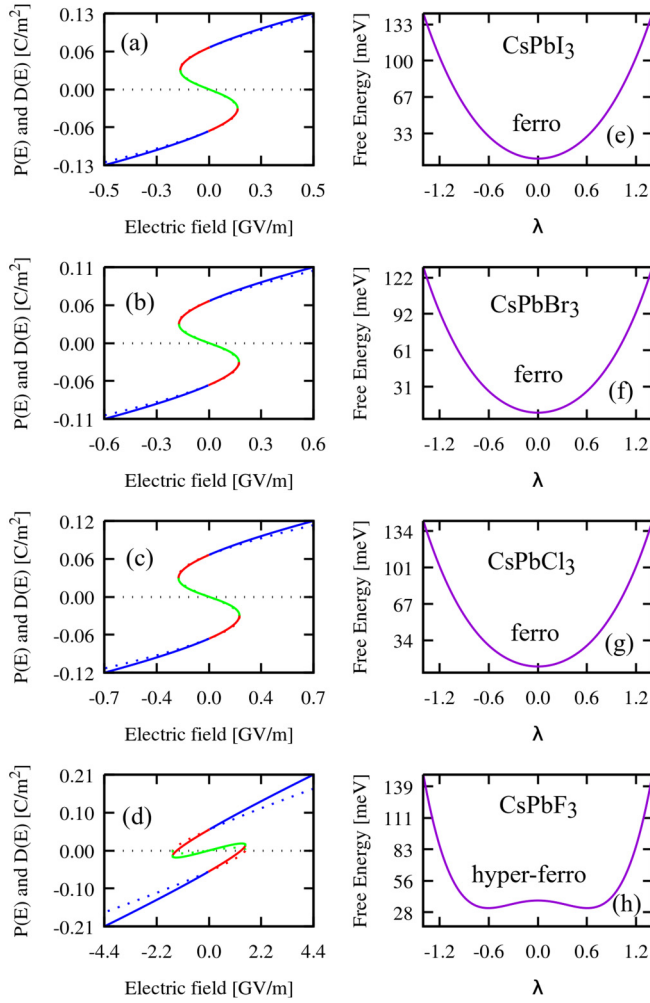 P(E) and D(E) [C/m²]
0.13
0.06
0.00
-0.06
-0.13
(a)
-0.5 -0.3 0.0 0.3 0.5
Electric field [GV/m]
Free Energy [meV]
133
100
67
33
CsPbI₃
ferro
(e)
-1.2 -0.6 0.0 0.6 1.2
λ
P(E) and D(E) [C/m²]
0.11
0.06
0.00
-0.06
-0.11
(b)
-0.6 -0.3 0.0 0.3 0.6
Electric field [GV/m]
Free Energy [meV]
122
92
61
31
CsPbBr₃
ferro
(f)
-1.2 -0.6 0.0 0.6 1.2
λ
P(E) and D(E) [C/m²]
0.12
0.06
0.00
-0.06
-0.12
(c)
-0.7 -0.4 0.0 0.4 0.7
Electric field [GV/m]
Free Energy [meV]
134
101
67
34
CsPbCl₃
ferro
(g)
-1.2 -0.6 0.0 0.6 1.2
λ
P(E) and D(E) [C/m²]
0.21
0.10
0.00
-0.10
-0.21
(d)
-4.4 -2.2 0.0 2.2 4.4
Electric field [GV/m]
Free Energy [meV]
139
111
83
56
28
CsPbF₃
hyper-ferro
(h)
-1.2 -0.6 0.0 0.6 1.2
λ